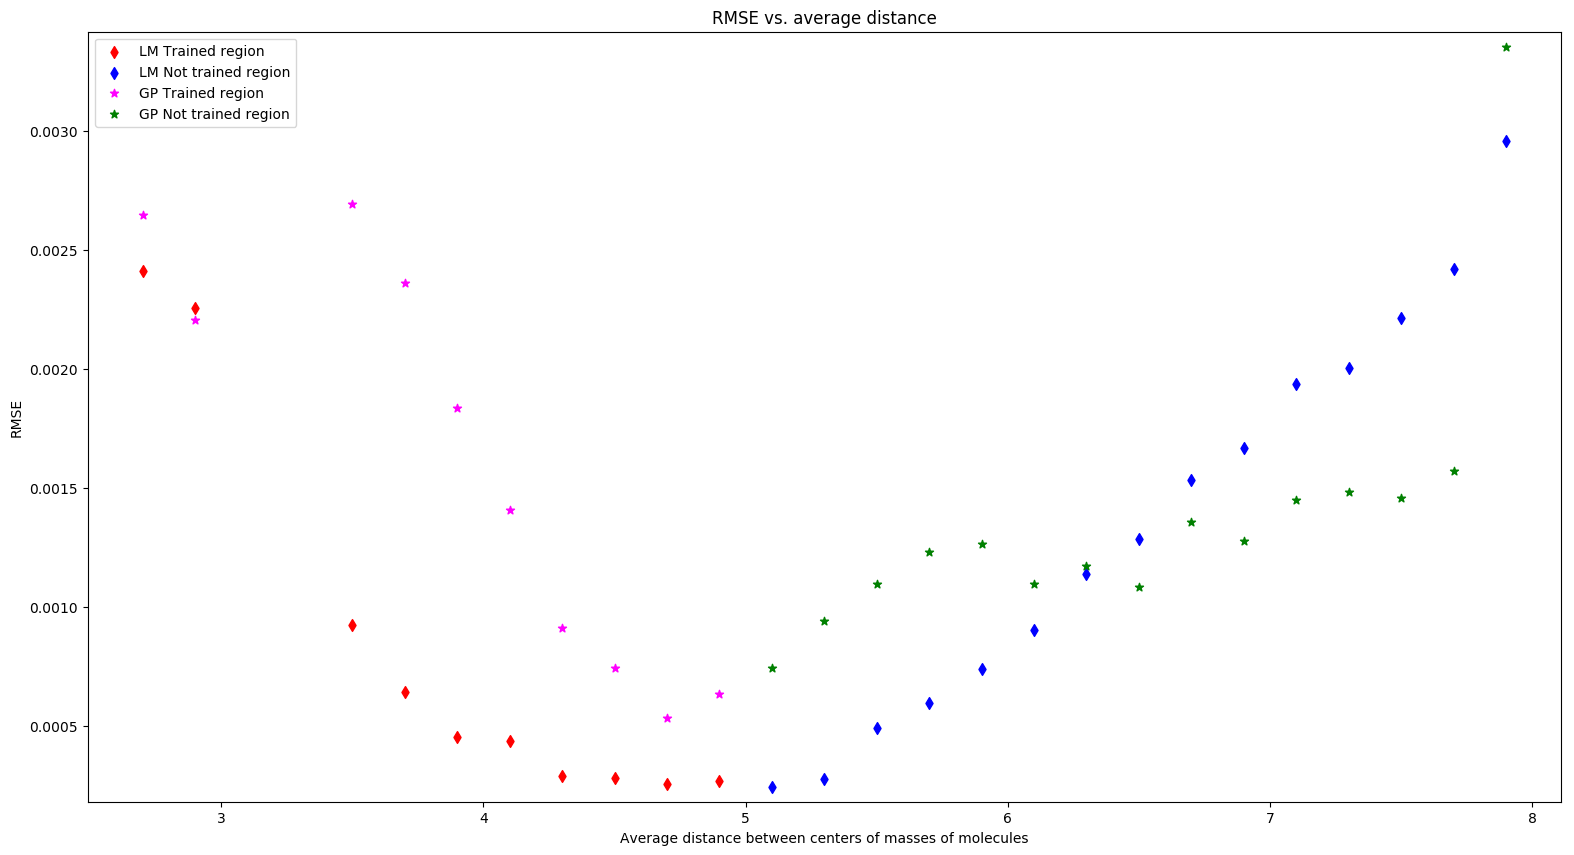 RMSE vs. average distance
LM Trained region
LM Not trained region
GP Trained region
GP Not trained region
0.0030
0.0025
0.0020
0.0015
0.0010
0.0005
RMSE
3 4 5 6 7 8
Average distance between centers of masses of molecules